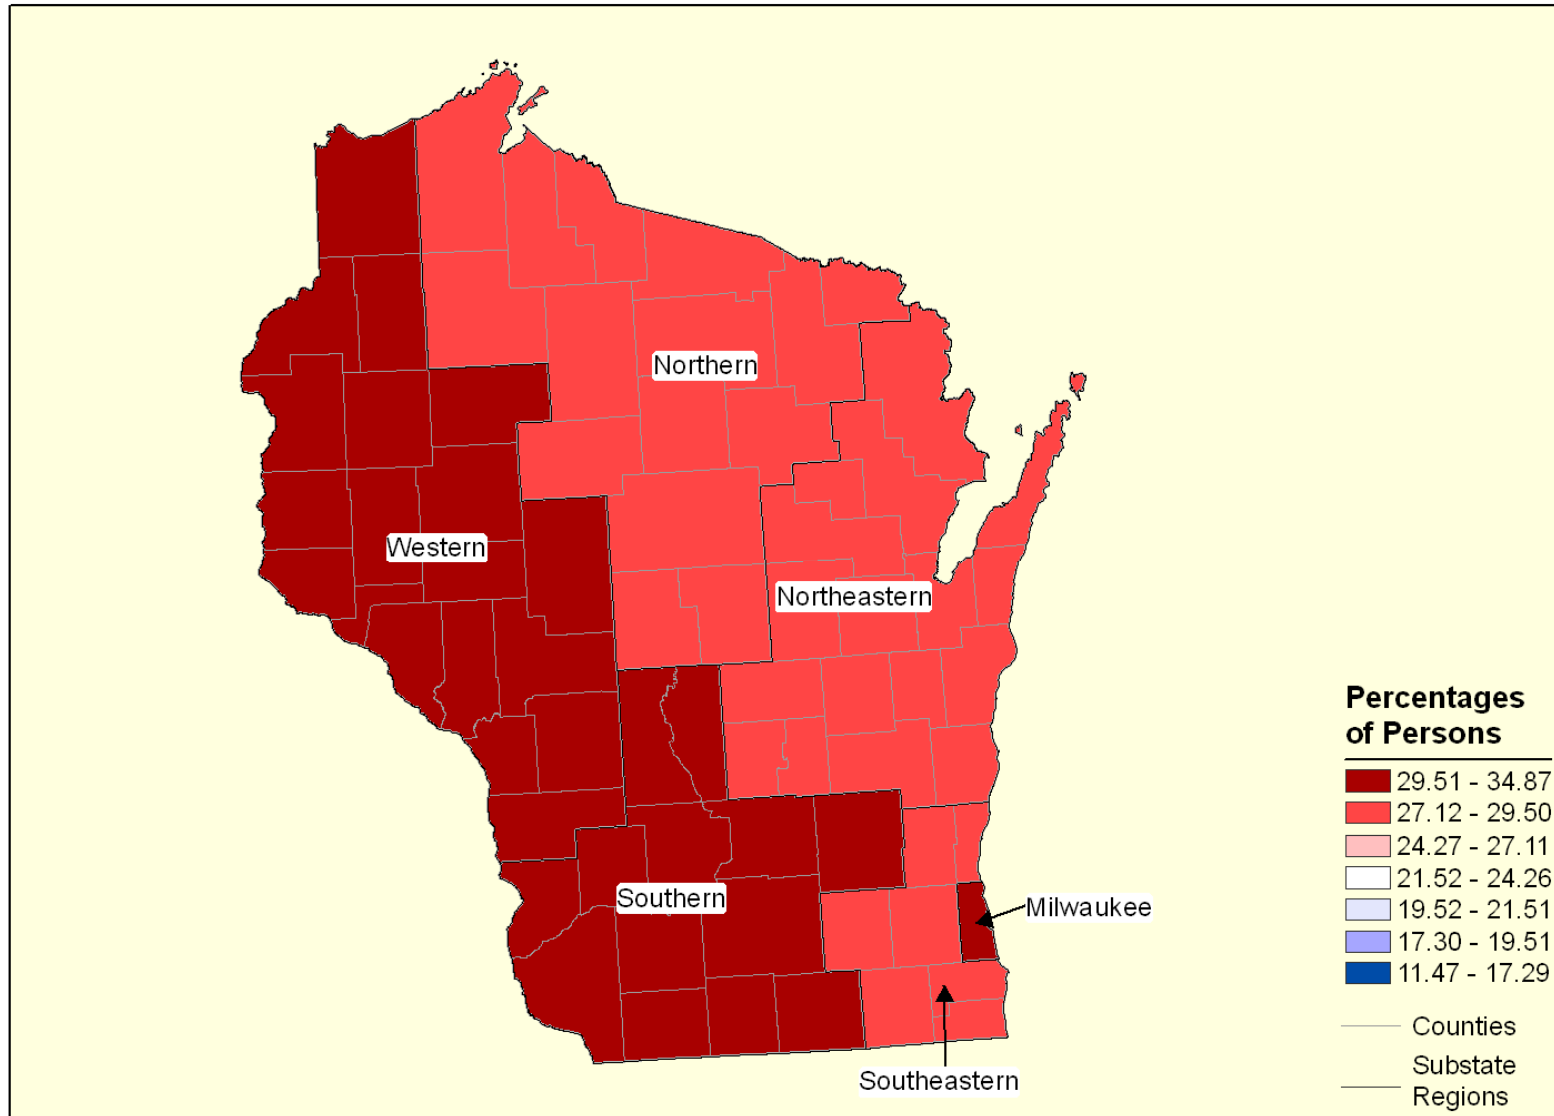 Northern
Western
Northeastern
Southern
Milwaukee
Southeastern
Percentages
of Persons
29.51 - 34.87
27.12 - 29.50
24.27 - 27.11
21.52 - 24.26
19.52 - 21.51
17.30 - 19.51
11.47 - 17.29
Counties
Substate
Regions